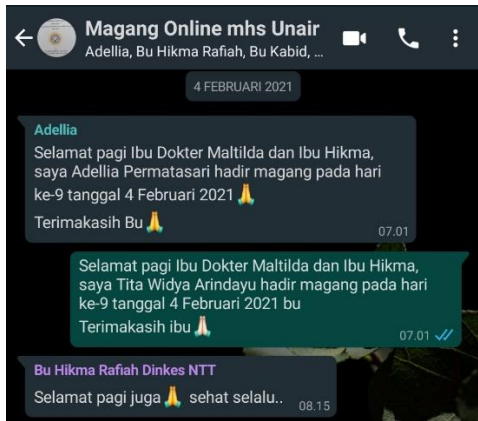 Magang Online mhs Unair
Adellia, Bu Hikma Rafiah, Bu Kabid, ...
4 FEBRUARI 2021
Adellia
Selamat pagi Ibu Dokter Maltilda dan Ibu Hikma,
saya Adellia Permatasari hadir magang pada hari
ke-9 tanggal 4 Februari 2021 🙏
Terimakasih Bu 🙏
07.01
Selamat pagi Ibu Dokter Maltilda dan Ibu Hikma,
saya Tita Widya Arindayu hadir magang pada hari
ke-9 tanggal 4 Februari 2021 bu
Terimakasih ibu 🙏🏻
07.01
Bu Hikma Rafiah Dinkes NTT
Selamat pagi juga 🙏 sehat selalu..
08.15